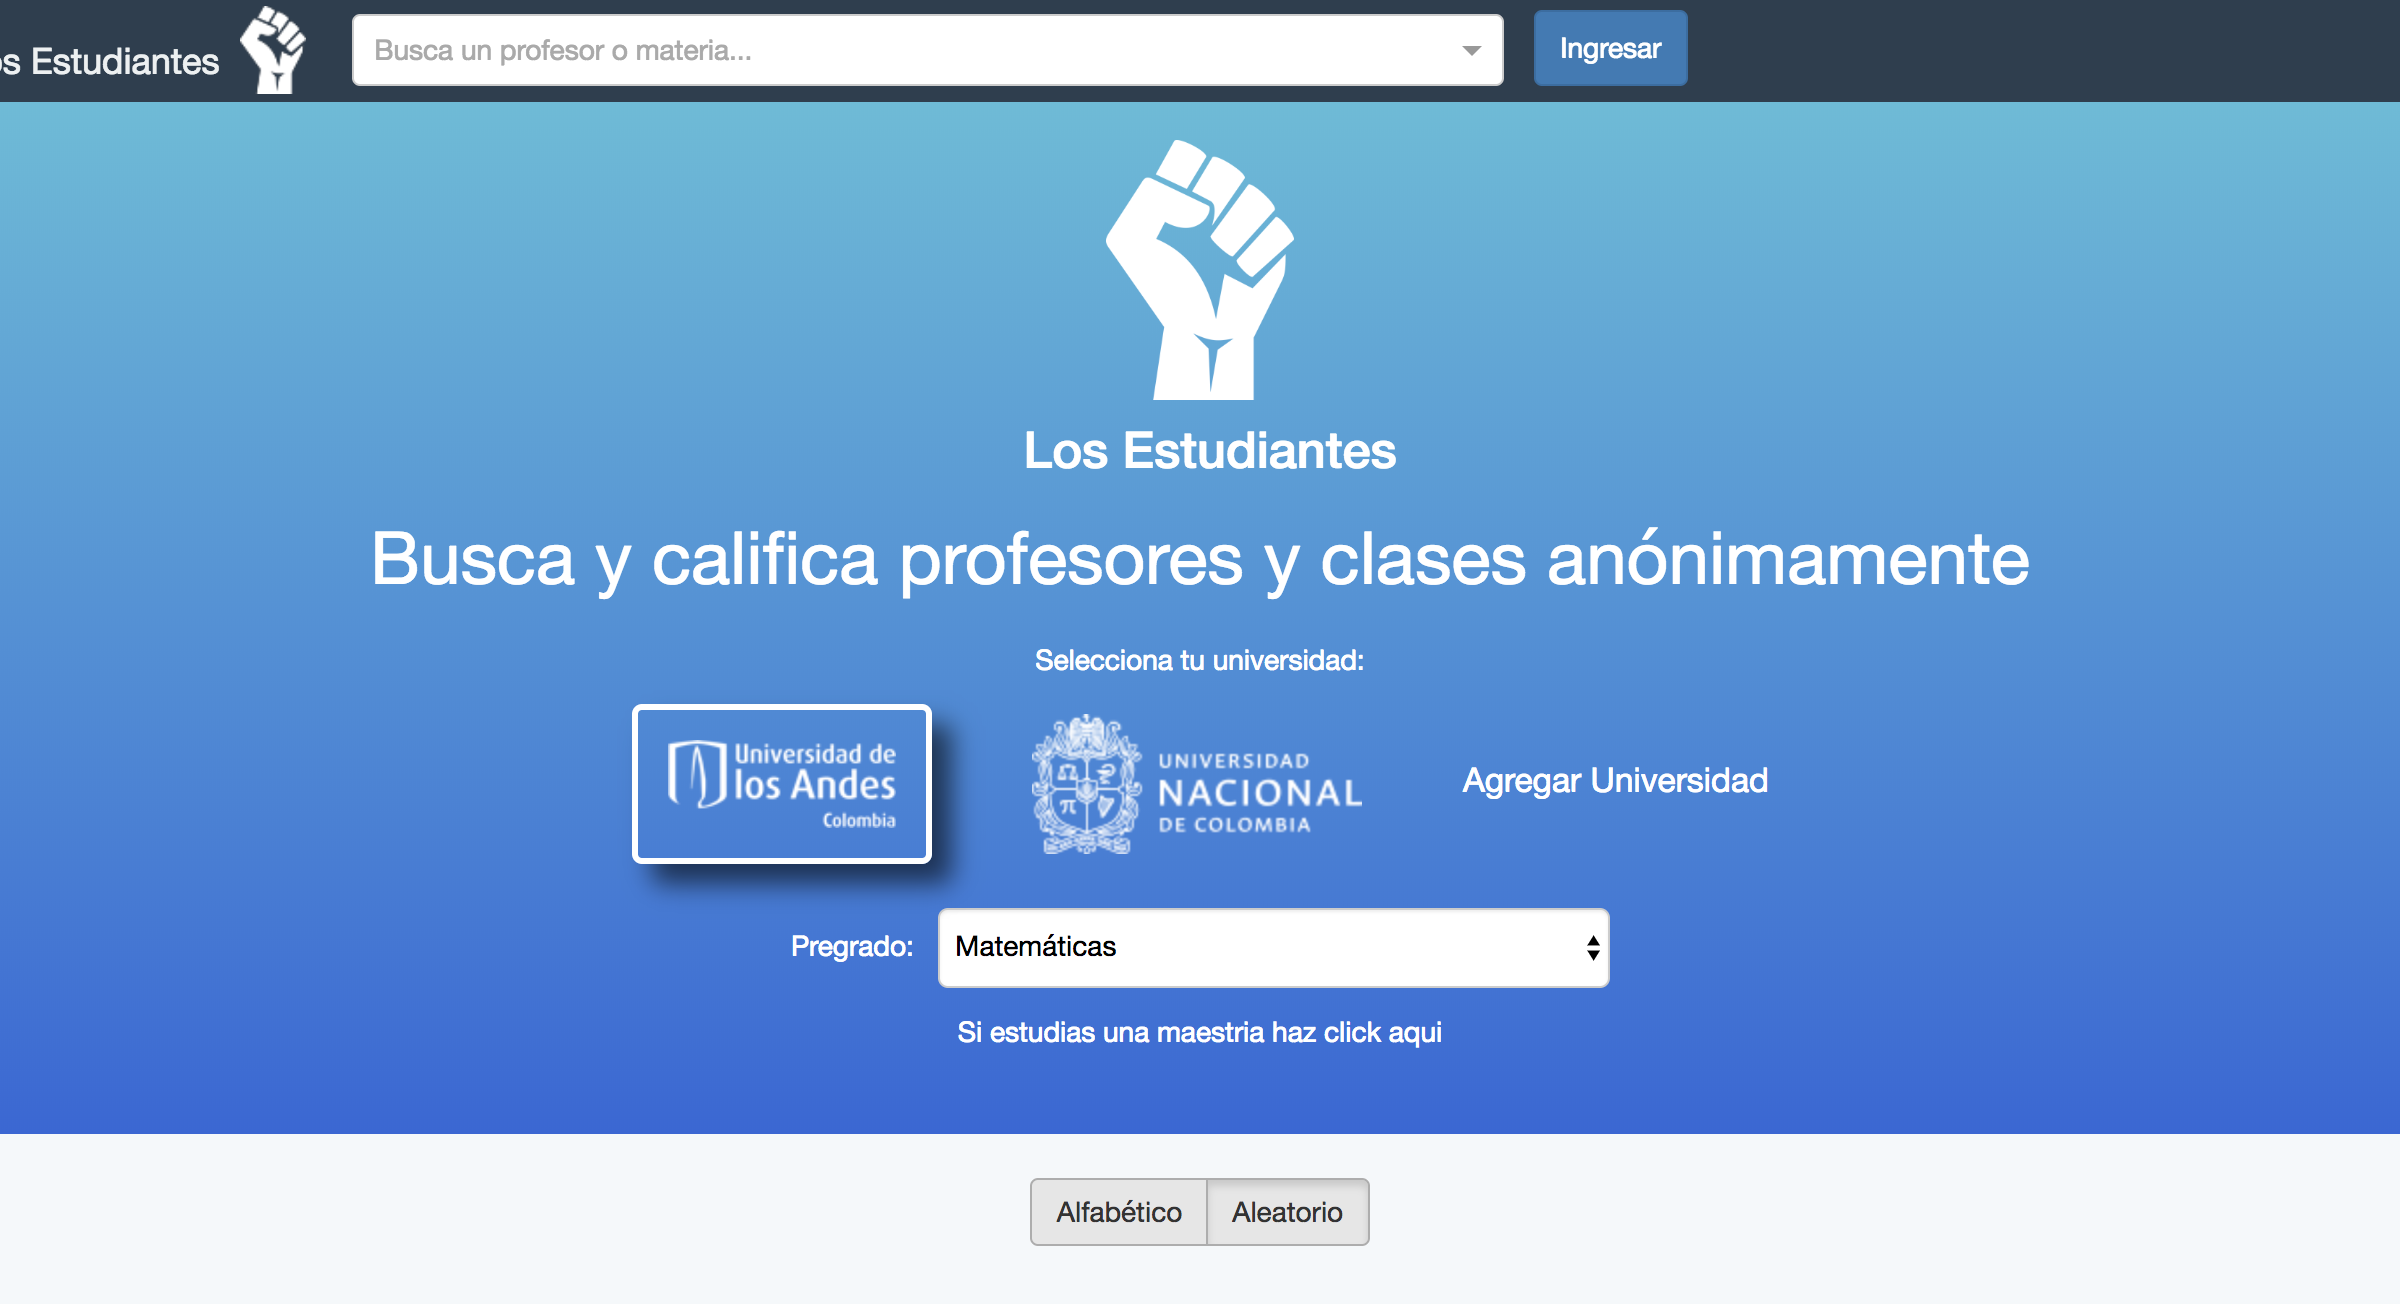 os Estudiantes
Busca un profesor o materia...
Ingresar
Los Estudiantes
Busca y califica profesores y clases anónimamente
Selecciona tu universidad:
Universidad de
los Andes
Colombia
UNIVERSIDAD
NACIONAL
DE COLOMBIA
Agregar Universidad
Pregrado:
Matemáticas
Si estudias una maestria haz click aqui
Alfabético
Aleatorio